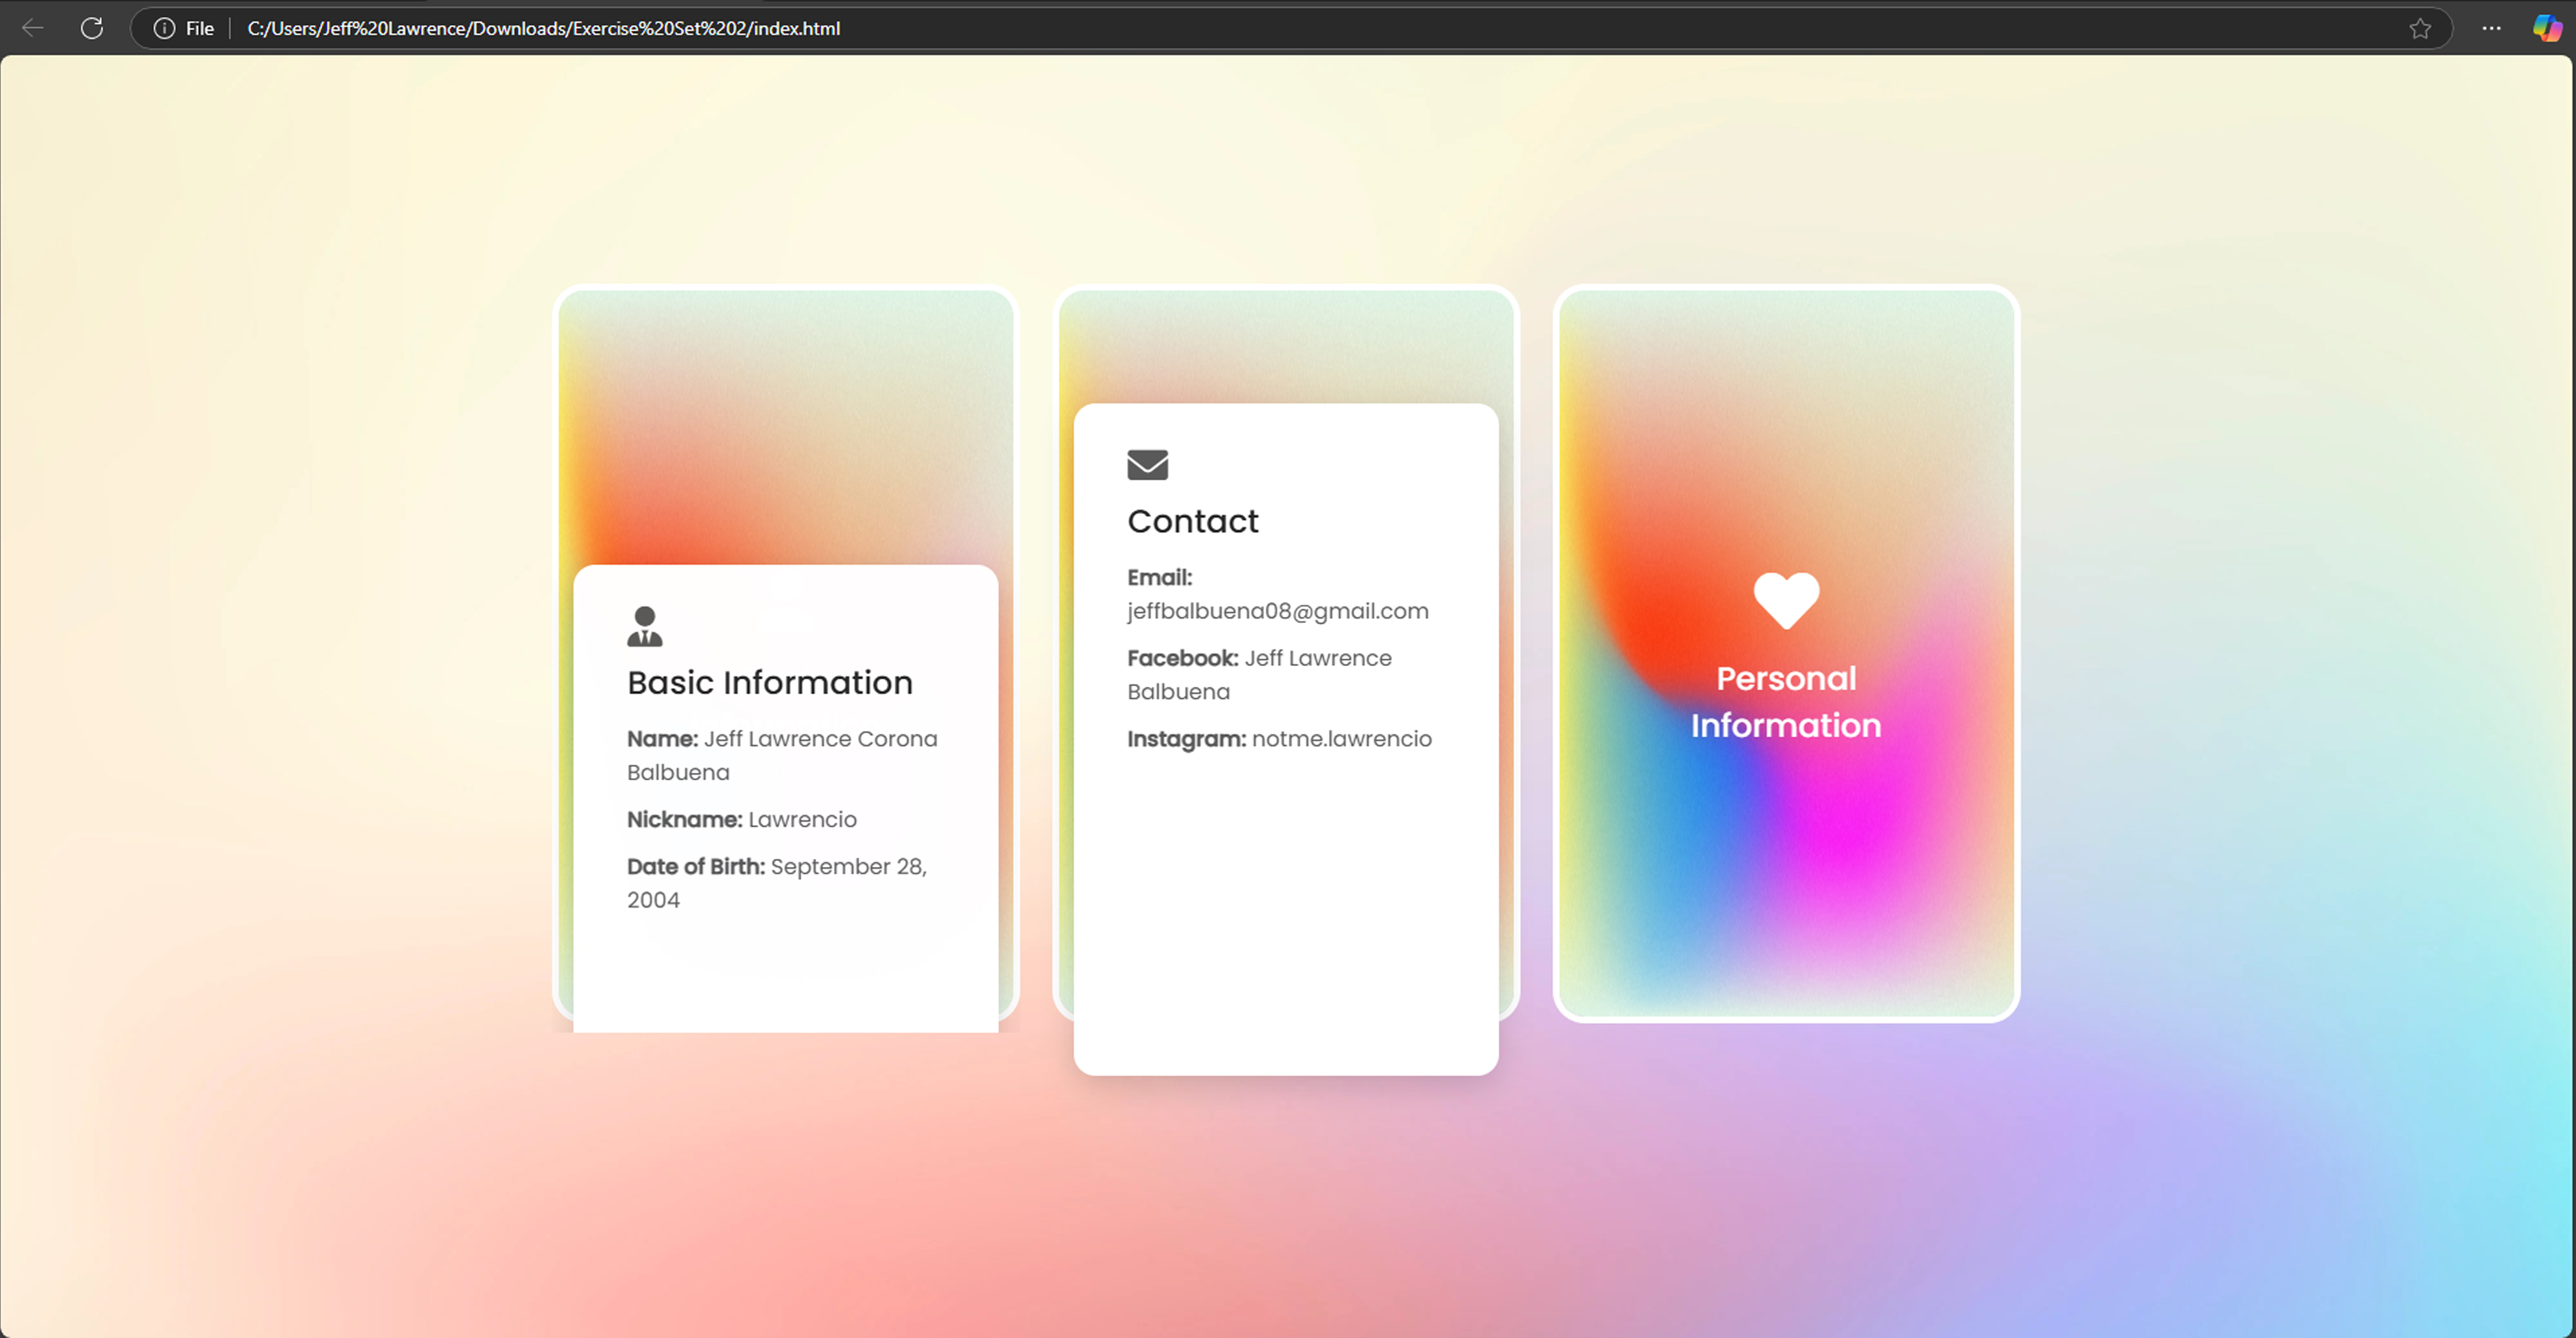 File
C:/Users/Jeff%20Lawrence/Downloads/Exercise%20Set%202/index.html
Basic Information
Name: Jeff Lawrence Corona
Balbuena
Nickname: Lawrencio
Date of Birth: September 28,
2004
Contact
Email:
jeffbalbuena08@gmail.com
Facebook: Jeff Lawrence
Balbuena
Instagram: notme.lawrencio
Personal
Information